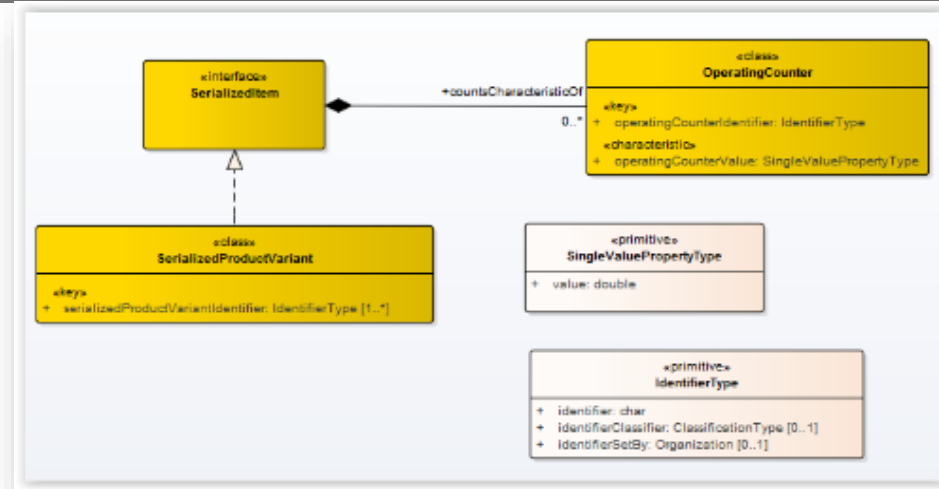 «interface»
SerializedItem
+countsCharacteristicOf
0..*
«class»
OperatingCounter
«key»
+ operatingCounterIdentifier: IdentifierType
«characteristic»
+ operatingCounterValue: SingleValuePropertyType
«class»
SerializedProductVariant
«key»
+ serializedProductVariantIdentifier: IdentifierType [1..*]
«primitive»
SingleValuePropertyType
+ value: double
«primitive»
IdentifierType
+ identifier: char
+ identifierClassifier: ClassificationType [0..1]
+ identifierSetBy: Organization [0..1]